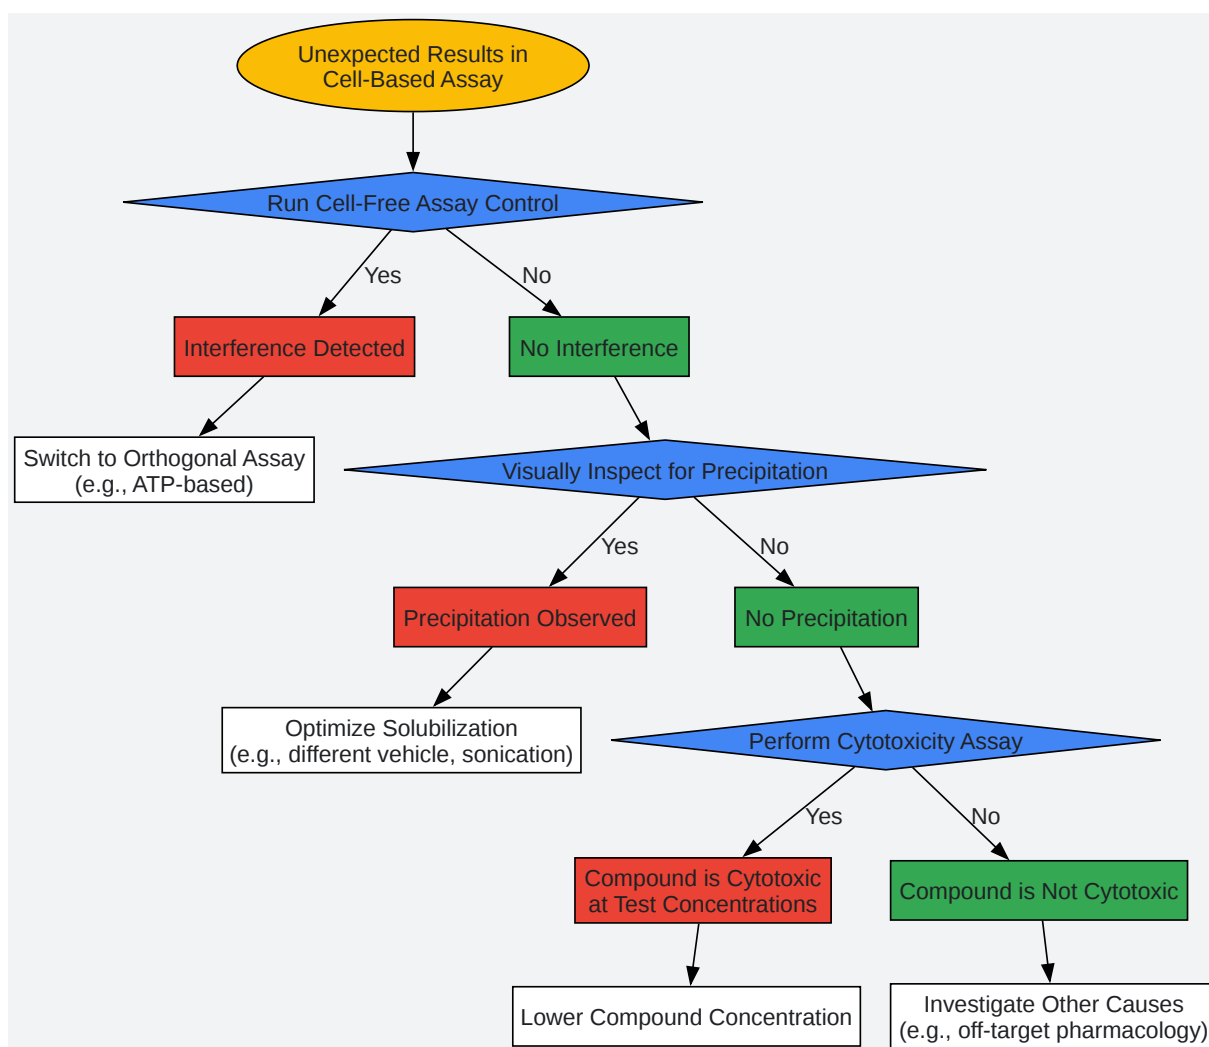 Unexpected Results in
Cell-Based Assay
Run Cell-Free Assay Control
Yes
No
Interference Detected
No Interference
Switch to Orthogonal Assay
(e.g., ATP-based)
Visually Inspect for Precipitation
Yes
No
Precipitation Observed
No Precipitation
Optimize Solubilization
(e.g., different vehicle, sonication)
Perform Cytotoxicity Assay
Yes
No
Compound is Cytotoxic
at Test Concentrations
Compound is Not Cytotoxic
Lower Compound Concentration
Investigate Other Causes
(e.g., off-target pharmacology)